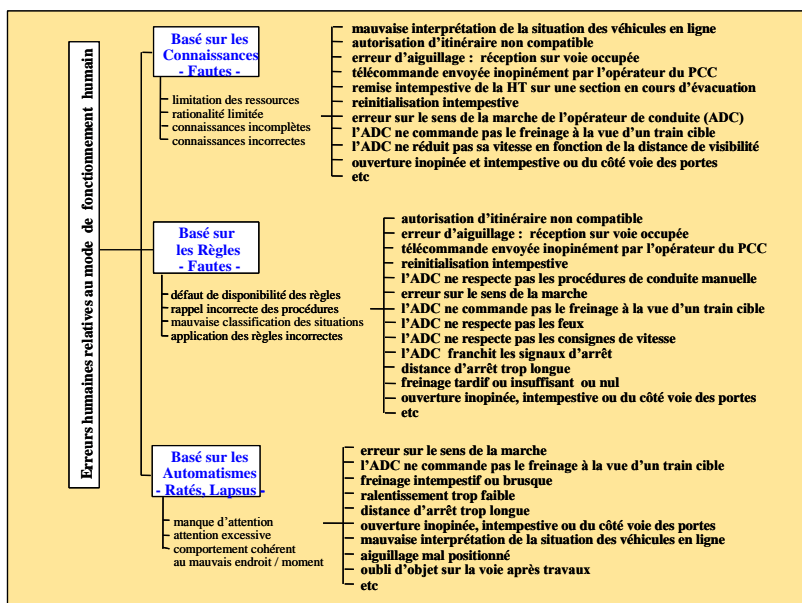 Erreurs humaines relatives au mode de fonctionnement humain
Basé sur les
Connaissances
- Fautes -
limitation des ressources
rationalité limitée
connaissances incomplètes
connaissances incorrectes
mauvaise interprétation de la situation des véhicules en ligne
autorisation d'itinéraire non compatible
erreur d'aiguillage : réception sur voie occupée
télécommande envoyée inopinément par l'opérateur du PCC
remise intempestive de la HT sur une section en cours d'évacuation
reinitialisation intempestive
erreur sur le sens de la marche de l'opérateur de conduite (ADC)
l'ADC ne commande pas le freinage à la vue d'un train cible
l'ADC ne réduit pas sa vitesse en fonction de la distance de visibilité
ouverture inopinée et intempestive ou du côté voie des portes
etc
Basé sur
les Règles
- Fautes -
défaut de disponibilité des règles
rappel incorrecte des procédures
mauvaise classification des situations
application des règles incorrectes
autorisation d'itinéraire non compatible
erreur d'aiguillage : réception sur voie occupée
télécommande envoyée inopinément par l'opérateur du PCC
reinitialisation intempestive
l'ADC ne respecte pas les procédures de conduite manuelle
erreur sur le sens de la marche
l'ADC ne commande pas le freinage à la vue d'un train cible
l'ADC ne respecte pas les feux
l'ADC ne respecte pas les consignes de vitesse
l'ADC franchit les signaux d'arrêt
distance d'arrêt trop longue
freinage tardif ou insuffisant ou nul
ouverture inopinée, intempestive ou du côté voie des portes
etc
Basé sur les
Automatismes
- Ratés, Lapsus -
manque d'attention
attention excessive
comportement cohérent
au mauvais endroit / moment
erreur sur le sens de la marche
l'ADC ne commande pas le freinage à la vue d'un train cible
freinage intempestif ou brusque
ralentissement trop faible
distance d'arrêt trop longue
ouverture inopinée, intempestive ou du côté voie des portes
mauvaise interprétation de la situation des véhicules en ligne
aiguillage mal positionné
oubli d'objet sur la voie après travaux
etc